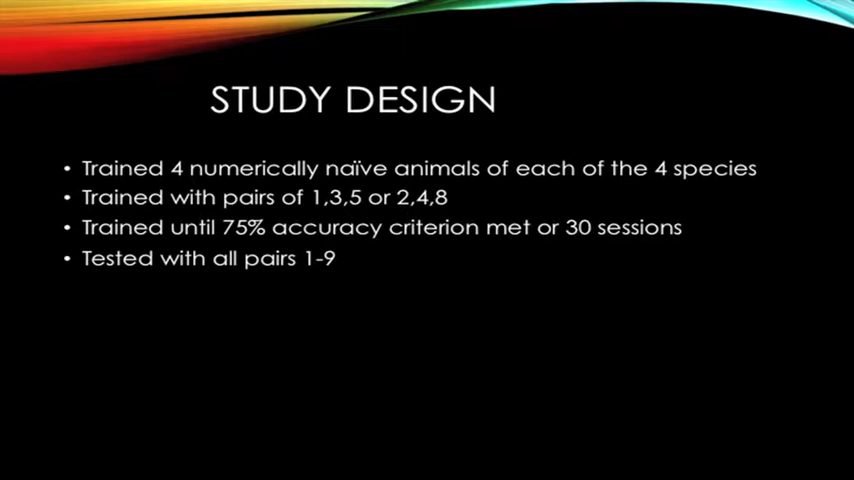 STUDY DESIGN
• Trained 4 numerically naïve animals of each of the 4 species
• Trained with pairs of 1,3,5 or 2,4,8
• Trained until 75% accuracy criterion met or 30 sessions
• Tested with all pairs 1-9